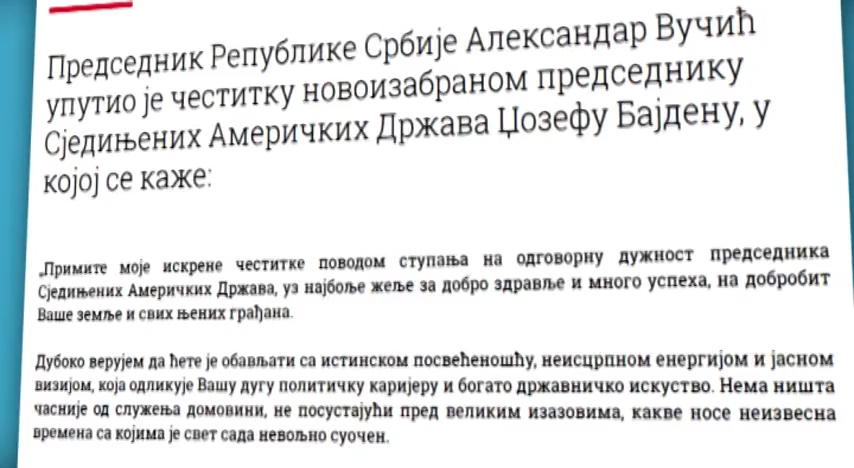 Председник Републике Србије Александар Вучић
упутио је честитку новоизабраном председнику
Сједињених Америчких Држава Џозефу Бајдену, у
којој се каже:
„Примите моје искрене честитке поводом ступања на одговорну дужност председника
Сједињених Америчких Држава, уз најбоље жеље за добро здравље и много успеха, на добробит
Ваше земље и свих њених грађана.
Дубоко верујем да ћете је обављати са истинском посвећеношћу, неисцрпном енергијом и јасном
визијом, која одликује Вашу дугу политичку каријеру и богато државничко искуство. Нема ништа
часније од служења домовини, не посустајући пред великим изазовима, какве носе неизвесна
времена са којима је свет сада невољно суочен.